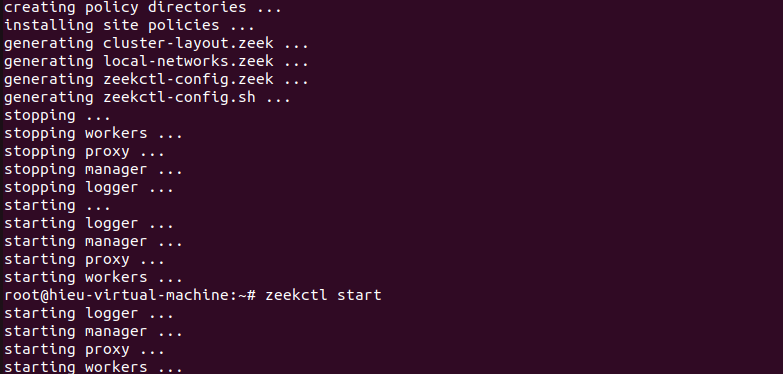 creating policy directories ...
installing site policies ...
generating cluster-layout.zeek ...
generating local-networks.zeek ...
generating zeekctl-config.zeek ...
generating zeekctl-config.sh ...
stopping ...
stopping workers ...
stopping proxy ...
stopping manager ...
stopping logger ...
starting ...
starting logger ...
starting manager ...
starting proxy ...
starting workers ...
root@hieu-virtual-machine:~# zeekctl start
starting logger ...
starting manager ...
starting proxy ...
starting workers ...